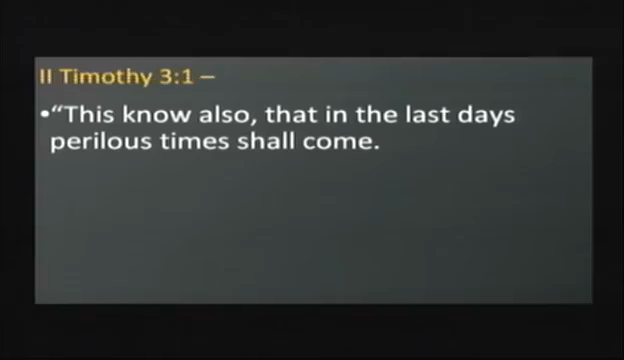 II Timothy 3:1 –
•“This know also, that in the last days
perilous times shall come.